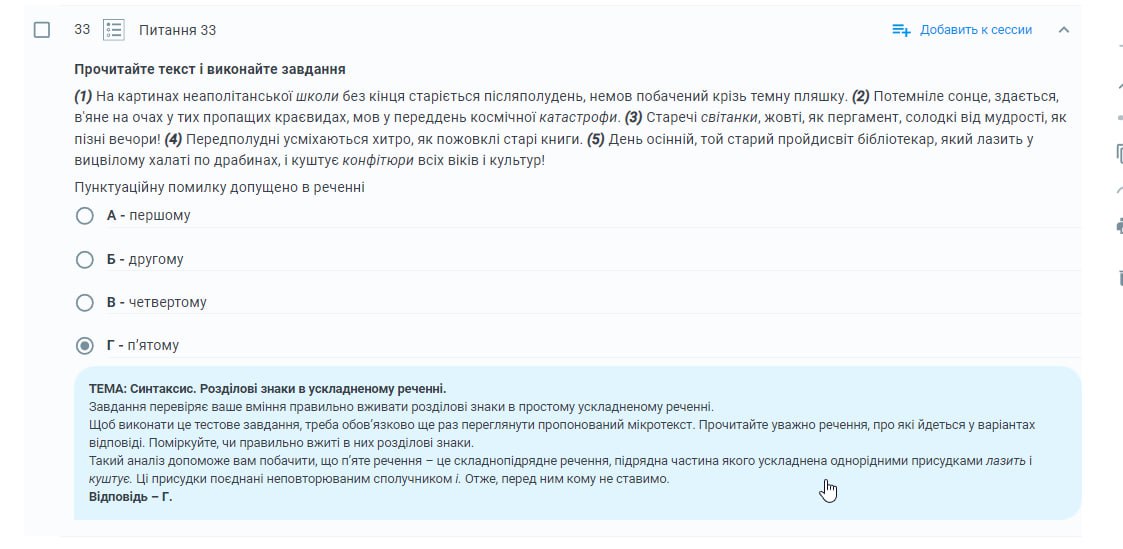 33 Питання 33 Добавить к сессии
Прочитайте текст і виконайте завдання
(1) На картинах неаполітанської школи без кінця старіється післяполудень, немов побачений крізь темну пляшку. (2) Потемніле сонце, здається,
в'яне на очах у тих пропащих краєвидах, мов у переддень космічної катастрофи. (3) Старечі світанки, жовті, як пергамент, солодкі від мудрості, як
пізні вечори! (4) Передполудні усміхаються хитро, як пожовклі старі книги. (5) День осінній, той старий пройдисвіт бібліотекар, який лазить у
вицвілому халаті по драбинах, і куштує конфітюри всіх віків і культур!
Пунктуаційну помилку допущено в реченні
А - першому
Б - другому
В - четвертому
Г - п’ятому
ТЕМА: Синтаксис. Розділові знаки в ускладненому реченні.
Завдання перевіряє ваше вміння правильно вживати розділові знаки в простому ускладненому реченні.
Щоб виконати це тестове завдання, треба обов’язково ще раз переглянути пропонований мікротекст. Прочитайте уважно речення, про які йдеться у варіантах
відповіді. Поміркуйте, чи правильно вжиті в них розділові знаки.
Такий аналіз допоможе вам побачити, що п’яте речення – це складнопідрядне речення, підрядна частина якого ускладнена однорідними присудками лазить і
куштує. Ці присудки поєднані неповторюваним сполучником і. Отже, перед ним кому не ставимо.
Відповідь – Г.